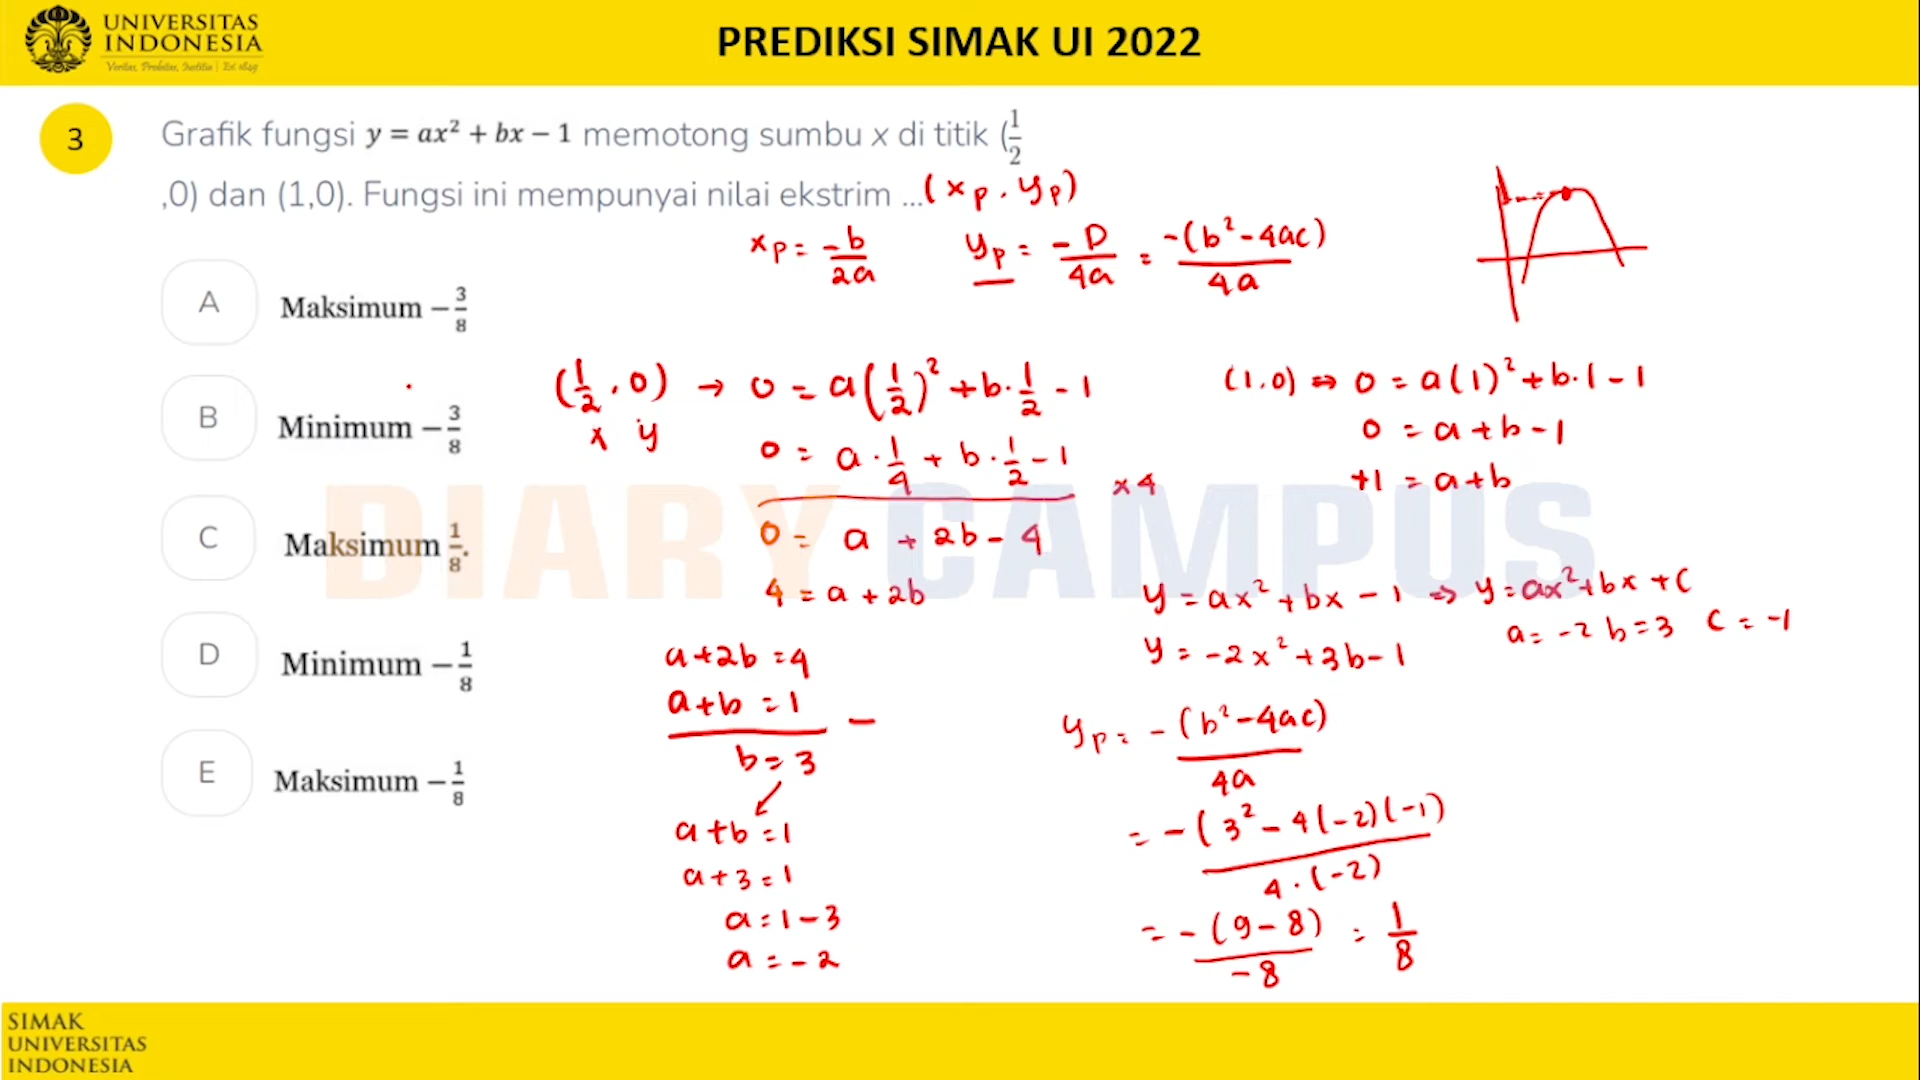 UNIVERSITAS
INDONESIA
Veritas, Probitas, Justitia | Est 1849
PREDIKSI SIMAK UI 2022
3
Grafik fungsi y = ax² + bx − 1 memotong sumbu x di titik (1/2
,0) dan (1,0). Fungsi ini mempunyai nilai ekstrim ... (xp, yp)
xp = -b/2a yp = -D/4a = -(b²-4ac)/4a
A Maksimum −3/8
B Minimum −3/8
C Maksimum 1/8.
D Minimum −1/8
E Maksimum −1/8
(1/2, 0) → 0 = a(1/2)² + b·1/2 - 1
x y
0 = a·1/4 + b·1/2 - 1
x4
0 = a + 2b - 4
4 = a + 2b
a+2b = 4
a+b = 1 −
b = 3
a+b = 1
a+3 = 1
a = 1-3
a = -2
(1,0) ⇒ 0 = a(1)² + b·1 - 1
0 = a+b-1
+1 = a+b
y = ax² + bx - 1 ⇒ y = ax² + bx + c
a = -2 b = 3 c = -1
y = -2x² + 3b - 1
yp = -(b²-4ac)/4a
= -(3² - 4(-2)(-1)/4·(-2)
= -(9-8)/-8 = 1/8
DIARY CAMPUS
SIMAK
UNIVERSITAS
INDONESIA